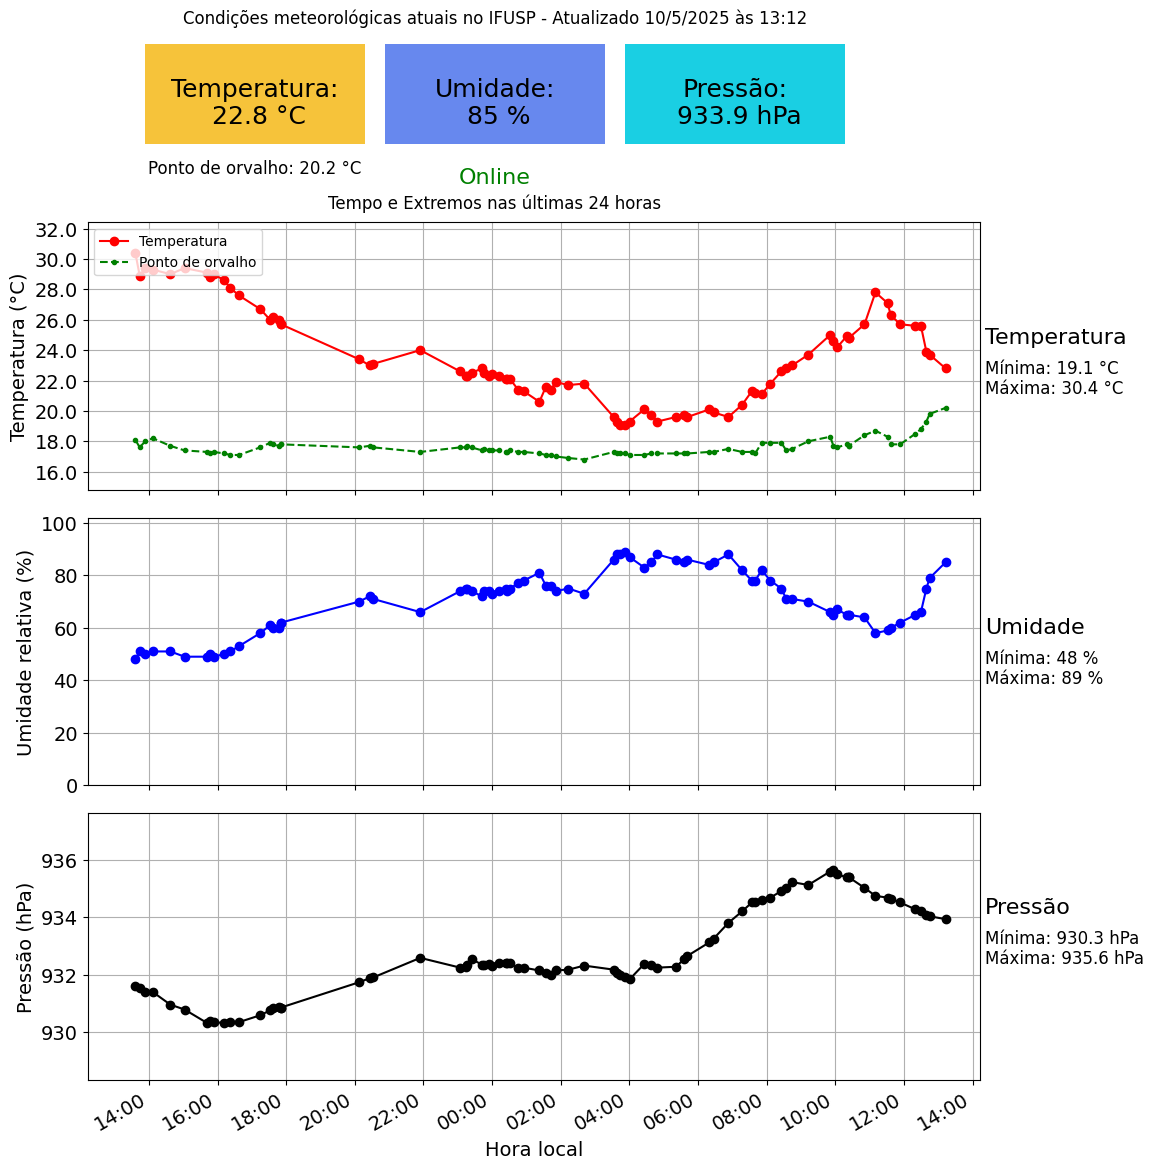 Condições meteorológicas atuais no IFUSP - Atualizado 10/5/2025 às 13:12
Temperatura:
22.8 °C
Umidade:
85 %
Pressão:
933.9 hPa
Ponto de orvalho: 20.2 °C
Online
Tempo e Extremos nas últimas 24 horas
Temperatura
Ponto de orvalho
Temperatura (°C)
32.0
30.0
28.0
26.0
24.0
22.0
20.0
18.0
16.0
Temperatura
Mínima: 19.1 °C
Máxima: 30.4 °C
Umidade relativa (%)
100
80
60
40
20
0
Umidade
Mínima: 48 %
Máxima: 89 %
Pressão (hPa)
936
934
932
930
Pressão
Mínima: 930.3 hPa
Máxima: 935.6 hPa
14:00 16:00 18:00 20:00 22:00 00:00 02:00 04:00 06:00 08:00 10:00 12:00 14:00
Hora local